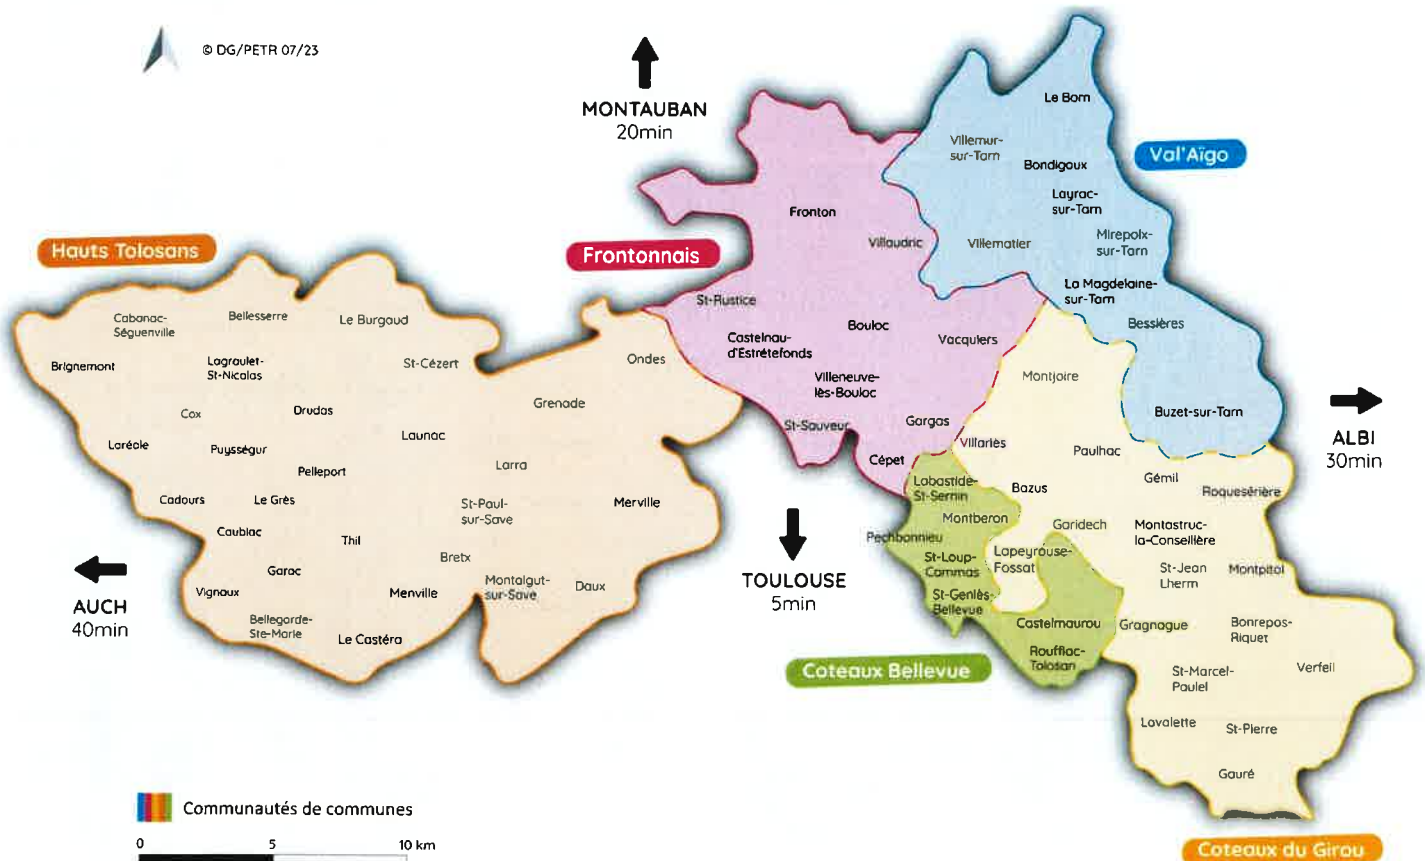 © DG/PETR 07/23
MONTAUBAN
20min
Le Born
Villemur-
sur-Tarn
Bondigoux
Val'Aïgo
Layrac-
sur-Tarn
Fronton
Mirepoix-
sur-Tarn
Villaudric
Villematier
Hauts Tolosans
Frontonnais
La Magdelaine-
sur-Tarn
St-Rustice
Bessières
Cabanac-
Séguenville
Bellesserre
Le Burgaud
Bouloc
Castelnau-
d'Estrétefonds
Vacquiers
Brignemont
Lagraulet-
St-Nicolas
St-Cézert
Ondes
Villeneuve-
lès-Bouloc
Montjoire
Cox
Drudas
Grenade
Buzet-sur-Tarn
ALBI
30min
Launac
St-Sauveur
Gargas
Laréole
Puysségur
Villariès
Paulhac
Pelleport
Larra
Cépet
Gémil
Roquesérière
Cadours
Le Grès
St-Paul-
sur-Save
Merville
Labastide-
St-Sernin
Bazus
Montberon
Garidech
Montastruc-
la-Conseillère
Caubiac
Thil
Pechbonnieu
Bretx
St-Loup-
Cammas
Lapeyrouse-
Fossat
St-Jean
Lherm
Montpitol
Garac
TOULOUSE
5min
AUCH
40min
Vignaux
Menville
Montaigut-
sur-Save
Daux
St-Geniès-
Bellevue
Bellegarde-
Ste-Marie
Le Castéra
Castelmaurou
Gragnague
Bonrepos-
Riquet
Rouffiac-
Tolosan
Coteaux Bellevue
St-Marcel-
Paulel
Verfeil
Lavalette
St-Pierre
Gauré
Communautés de communes
0 5 10 km
Coteaux du Girou